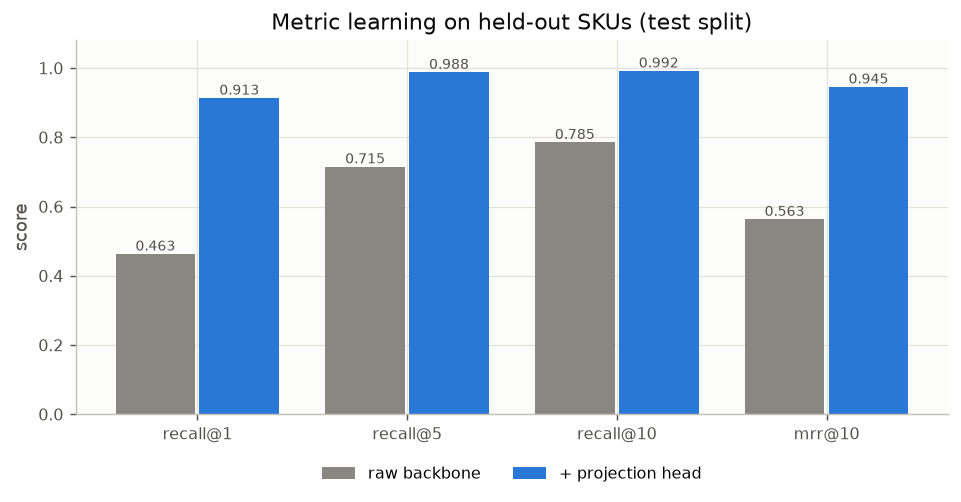 Metric learning on held-out SKUs (test split)
score
1.0
0.8
0.6
0.4
0.2
0.0
0.463
0.913
0.715
0.988
0.785
0.992
0.563
0.945
recall@1
recall@5
recall@10
mrr@10
raw backbone
+ projection head